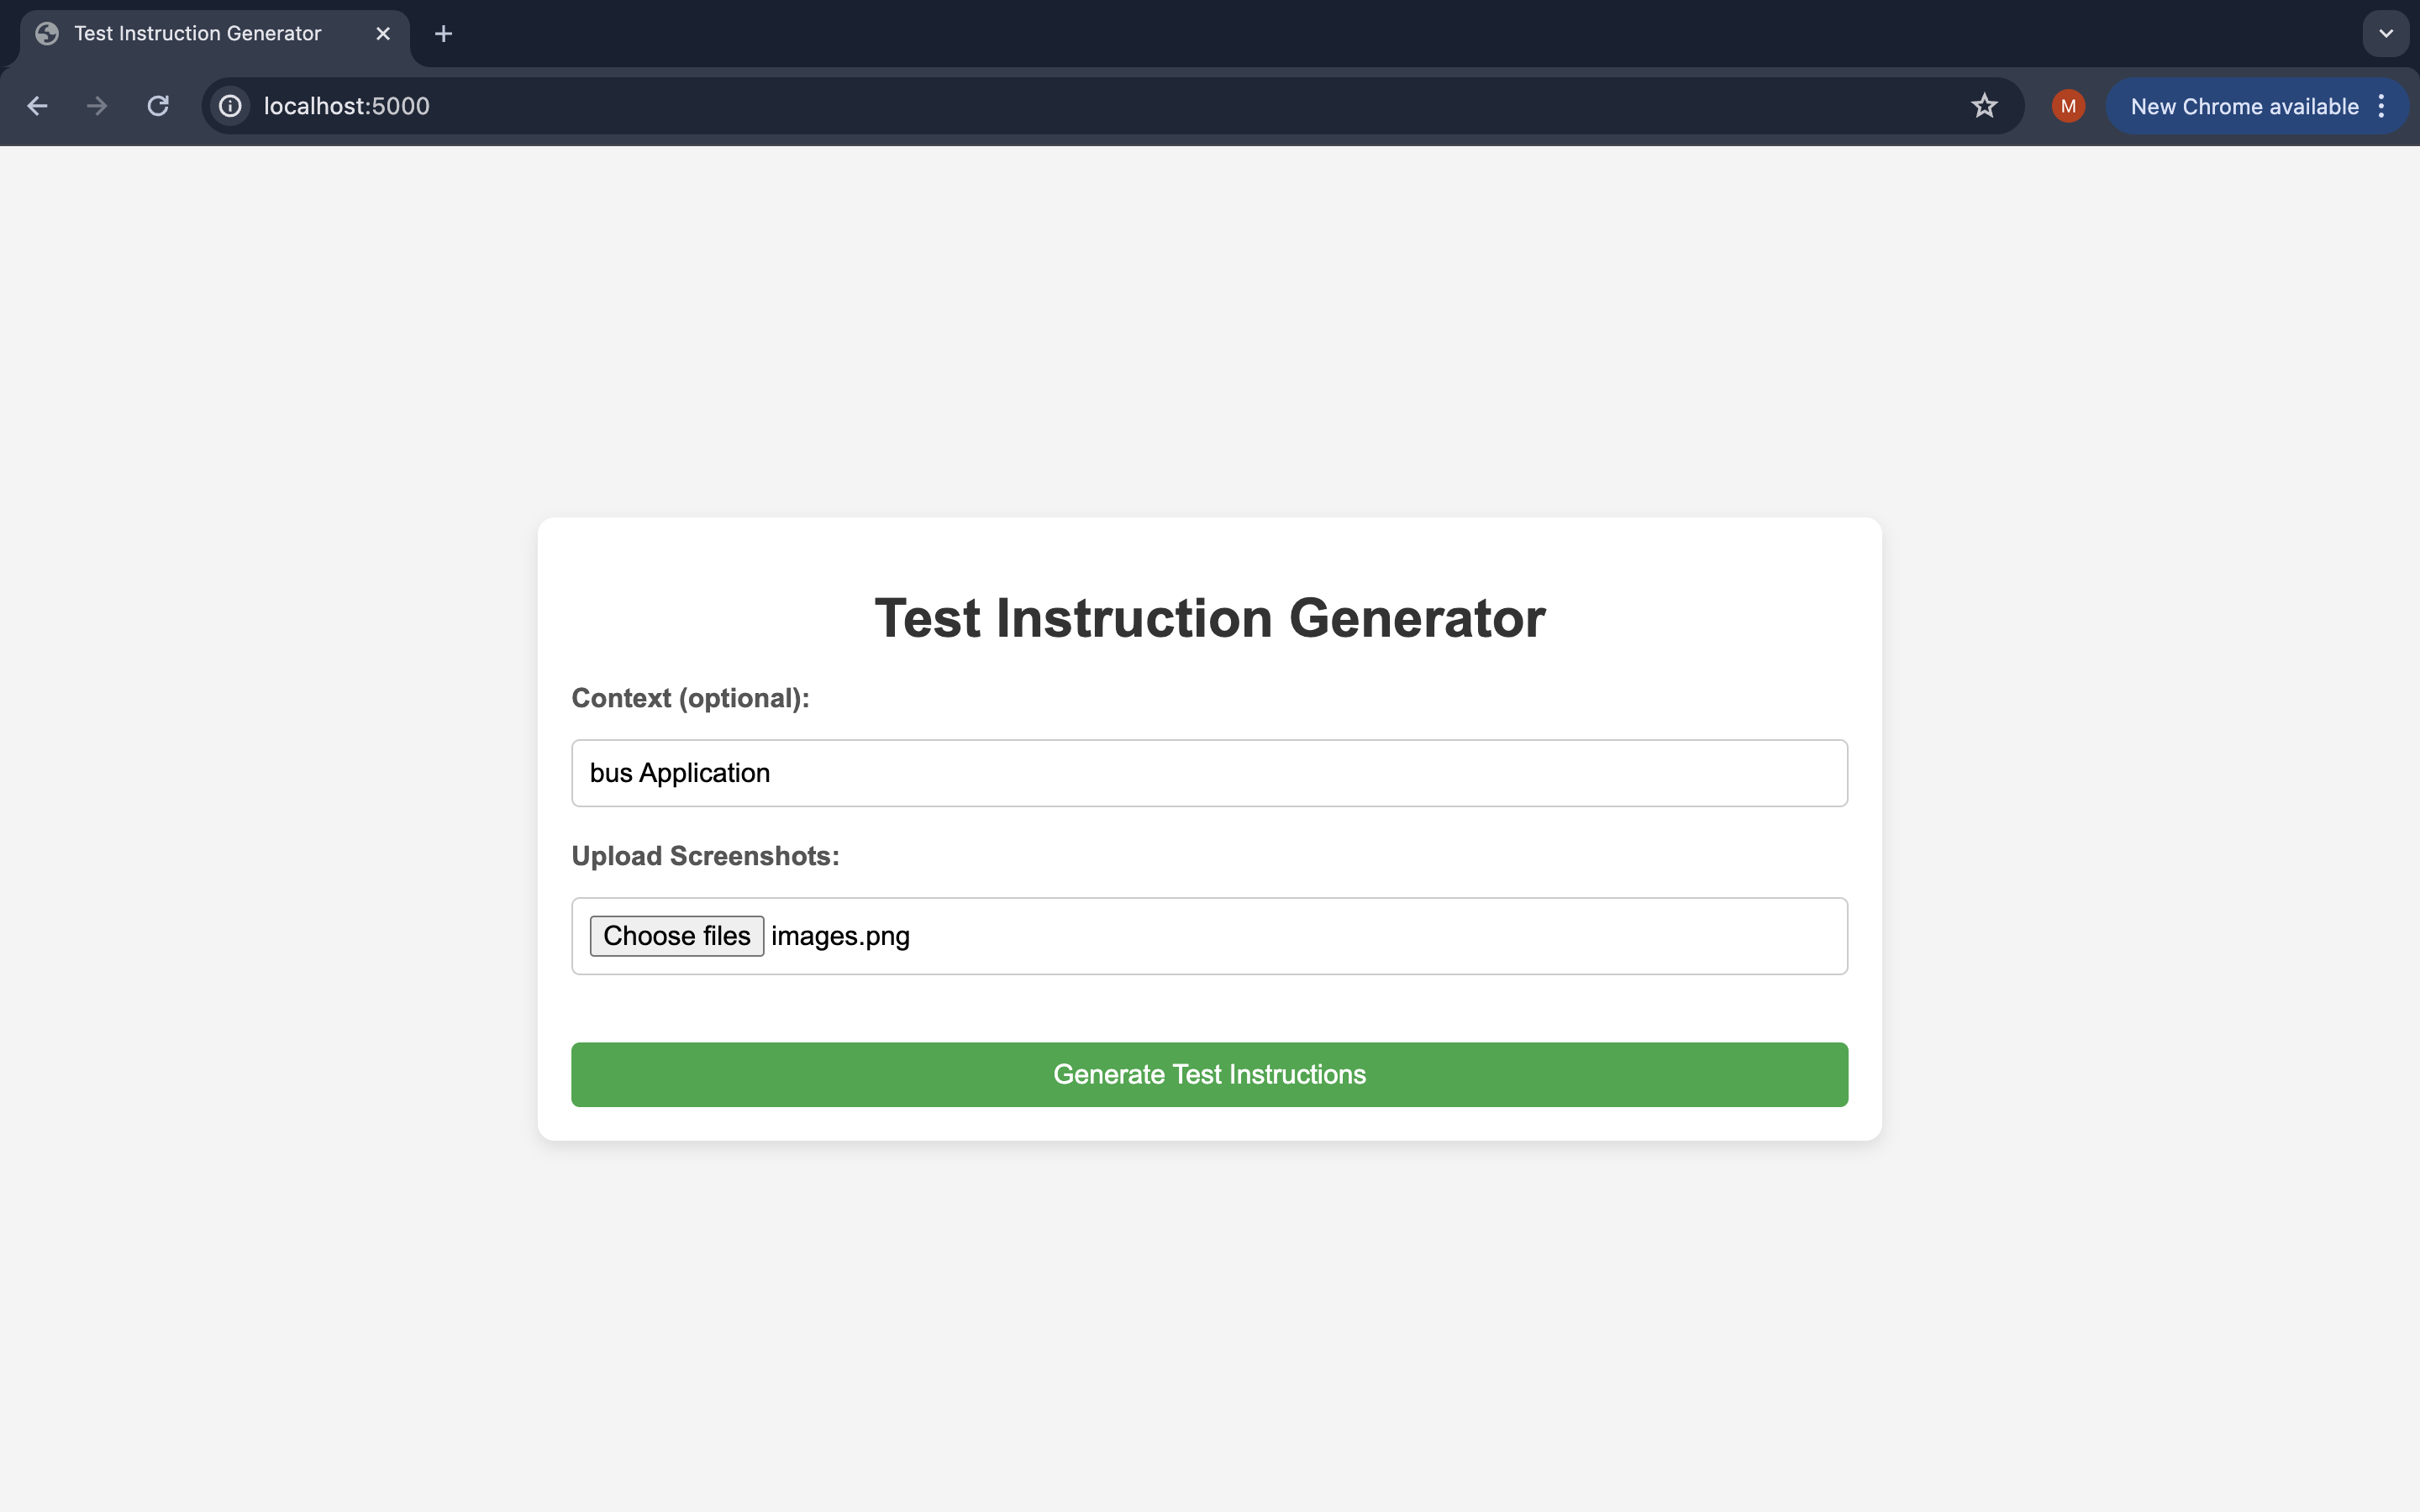 Test Instruction Generator
localhost:5000
M
New Chrome available
Test Instruction Generator
Context (optional):
bus Application
Upload Screenshots:
Choose files images.png
Generate Test Instructions